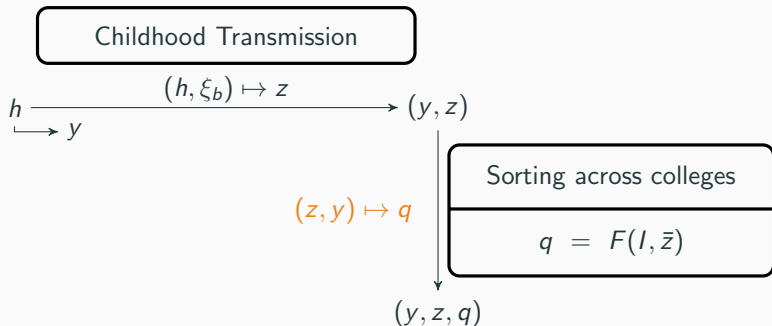 Childhood Transmission
(h, ξ_b) ↦ z
h
(y, z)
y
Sorting across colleges
(z, y) ↦ q
q = F(I, z̄)
(y, z, q)